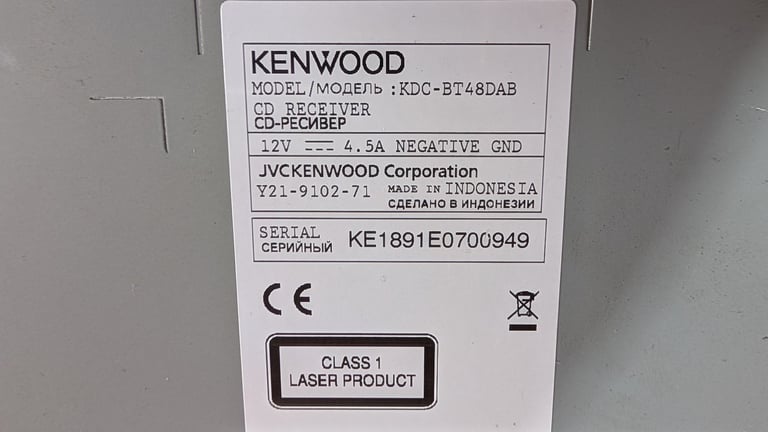 KENWOOD
MODEL/МОДЕЛЬ :KDC-BT48DAB
CD RECEIVER
CD-РЕСИВЕР
12V ⎓ 4.5A NEGATIVE GND
JVCKENWOOD Corporation
Y21-9102-71 MADE IN INDONESIA
СДЕЛАНО В ИНДОНЕЗИИ
SERIAL
СЕРИЙНЫЙ KE1891E0700949
CE
CLASS 1
LASER PRODUCT